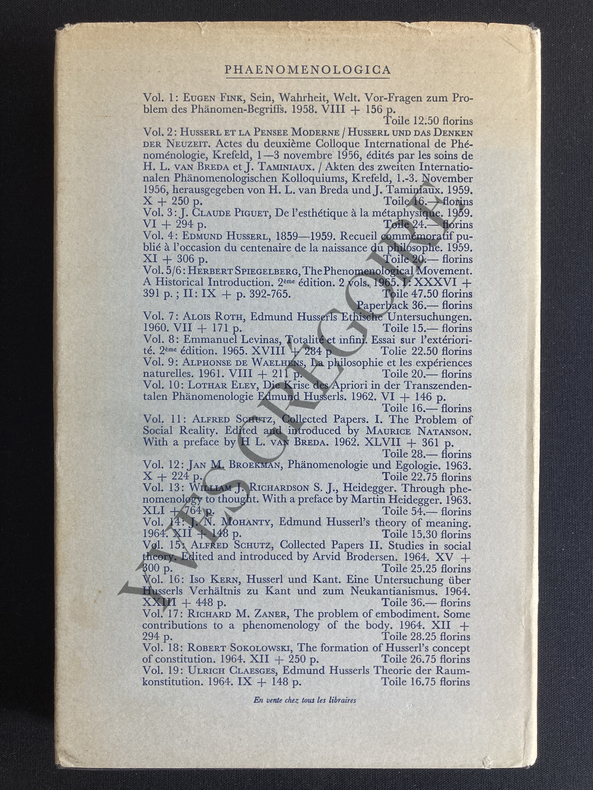 PHAENOMENOLOGICA
Vol. 1: EUGEN FINK, Sein, Wahrheit, Welt. Vor-Fragen zum Pro-
blem des Phänomen-Begriffs. 1958. VIII + 156 p.
Toile 12.50 florins
Vol. 2: HUSSERL ET LA PENSEE MODERNE / HUSSERL UND DAS DENKEN
DER NEUZEIT. Actes du deuxième Colloque International de Phé-
noménologie, Krefeld, 1—3 novembre 1956, édités par les soins de
H. L. VAN BREDA et J. TAMINIAUX. / Akten des zweiten Internatio-
nalen Phänomenologischen Kolloquiums, Krefeld, 1.-3. November
1956, herausgegeben von H. L. van Breda und J. Taminiaux. 1959.
X + 250 p. Toile 16.— florins
Vol. 3: J. CLAUDE PIGUET, De l'esthétique à la métaphysique. 1959.
VI + 294 p. Toile 24.— florins
Vol. 4: EDMUND HUSSERL, 1859—1959. Recueil commémoratif pu-
blié à l'occasion du centenaire de la naissance du philosophe. 1959.
XI + 306 p. Toile 20.— florins
Vol. 5/6: HERBERT SPIEGELBERG, The Phenomenological Movement.
A Historical Introduction. 2ème édition. 2 vols. 1965. I: XXXVI +
391 p.; II: IX + p. 392-765. Toile 47.50 florins
Paperback 36.— florins
Vol. 7: ALOIS ROTH, Edmund Husserls Ethische Untersuchungen.
1960. VII + 171 p. Toile 15.— florins
Vol. 8: Emmanuel Levinas, Totalité et infini. Essai sur l'extériori-
té. 2ème édition. 1965. XVIII + 284 p Tolie 22.50 florins
Vol. 9: ALPHONSE DE WAELHENS, La philosophie et les expériences
naturelles. 1961. VIII + 211 p. Toile 20.— florins
Vol. 10: LOTHAR ELEY, Die Krise des Apriori in der Transzenden-
talen Phänomenologie Edmund Husserls. 1962. VI + 146 p.
Toile 16.— florins
Vol. 11: ALFRED SCHUTZ, Collected Papers. I. The Problem of
Social Reality. Edited and introduced by MAURICE NATANSON.
With a preface by H. L. VAN BREDA. 1962. XLVII + 361 p.
Toile 28.— florins
Vol. 12: JAN M. BROEKMAN, Phänomenologie und Egologie. 1963.
X + 224 p. Toile 22.75 florins
Vol. 13: WILLIAM J. RICHARDSON S. J., Heidegger. Through phe-
nomenology to thought. With a preface by Martin Heidegger. 1963.
XLI + 764 p. Toile 54.— florins
Vol. 14: J. N. MOHANTY, Edmund Husserl's theory of meaning.
1964. XII + 148 p. Toile 15.30 florins
Vol. 15: ALFRED SCHUTZ, Collected Papers II. Studies in social
theory. Edited and introduced by Arvid Brodersen. 1964. XV +
300 p. Toile 25.25 florins
Vol. 16: ISO KERN, Husserl und Kant. Eine Untersuchung über
Husserls Verhältnis zu Kant und zum Neukantianismus. 1964.
XXIII + 448 p. Toile 36.— florins
Vol. 17: RICHARD M. ZANER, The problem of embodiment. Some
contributions to a phenomenology of the body. 1964. XII +
294 p. Toile 28.25 florins
Vol. 18: ROBERT SOKOLOWSKI, The formation of Husserl's concept
of constitution. 1964. XII + 250 p. Toile 26.75 florins
Vol. 19: ULRICH CLAESGES, Edmund Husserls Theorie der Raum-
konstitution. 1964. IX + 148 p. Toile 16.75 florins
En vente chez tous les libraires
YVES GRÉGOIRE